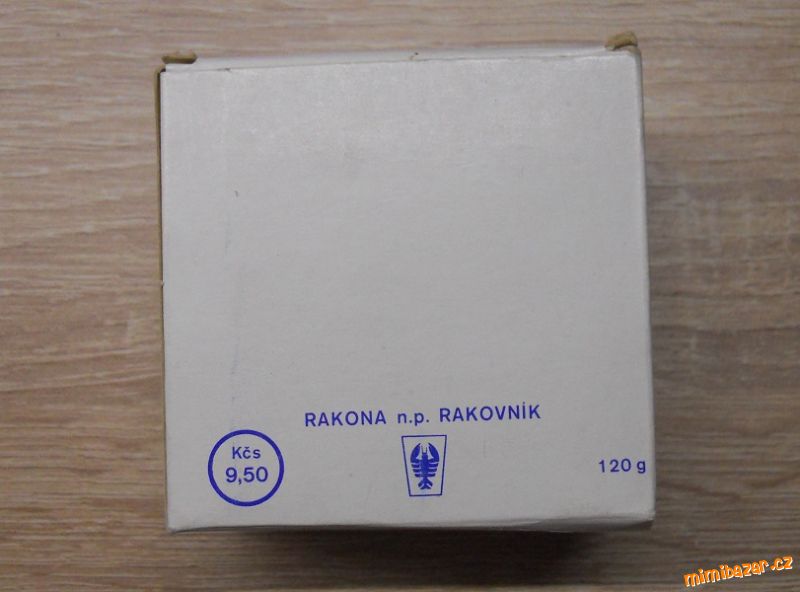 RAKONA n.p. RAKOVNÍK
Kčs
9,50
120 g
mimibazar.cz